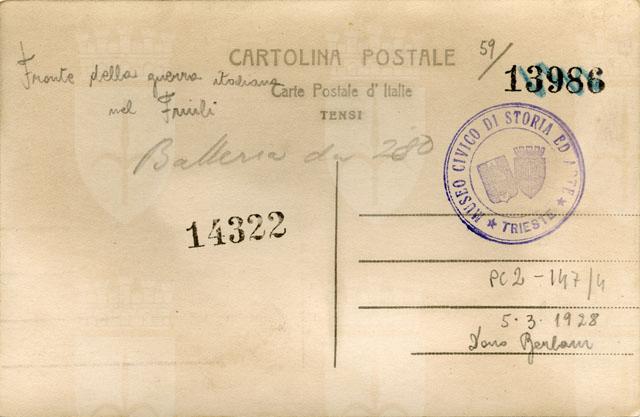 CARTOLINA POSTALE
59/
13986
Fronte della guerra italiana
nel Friuli
Carte Postale d'Italie
TENSI
Batteria da 280
MUSEO CIVICO DI STORIA ED ARTE
★ TRIESTE ★
14322
PC2-147/4
5.3.1928
Dono